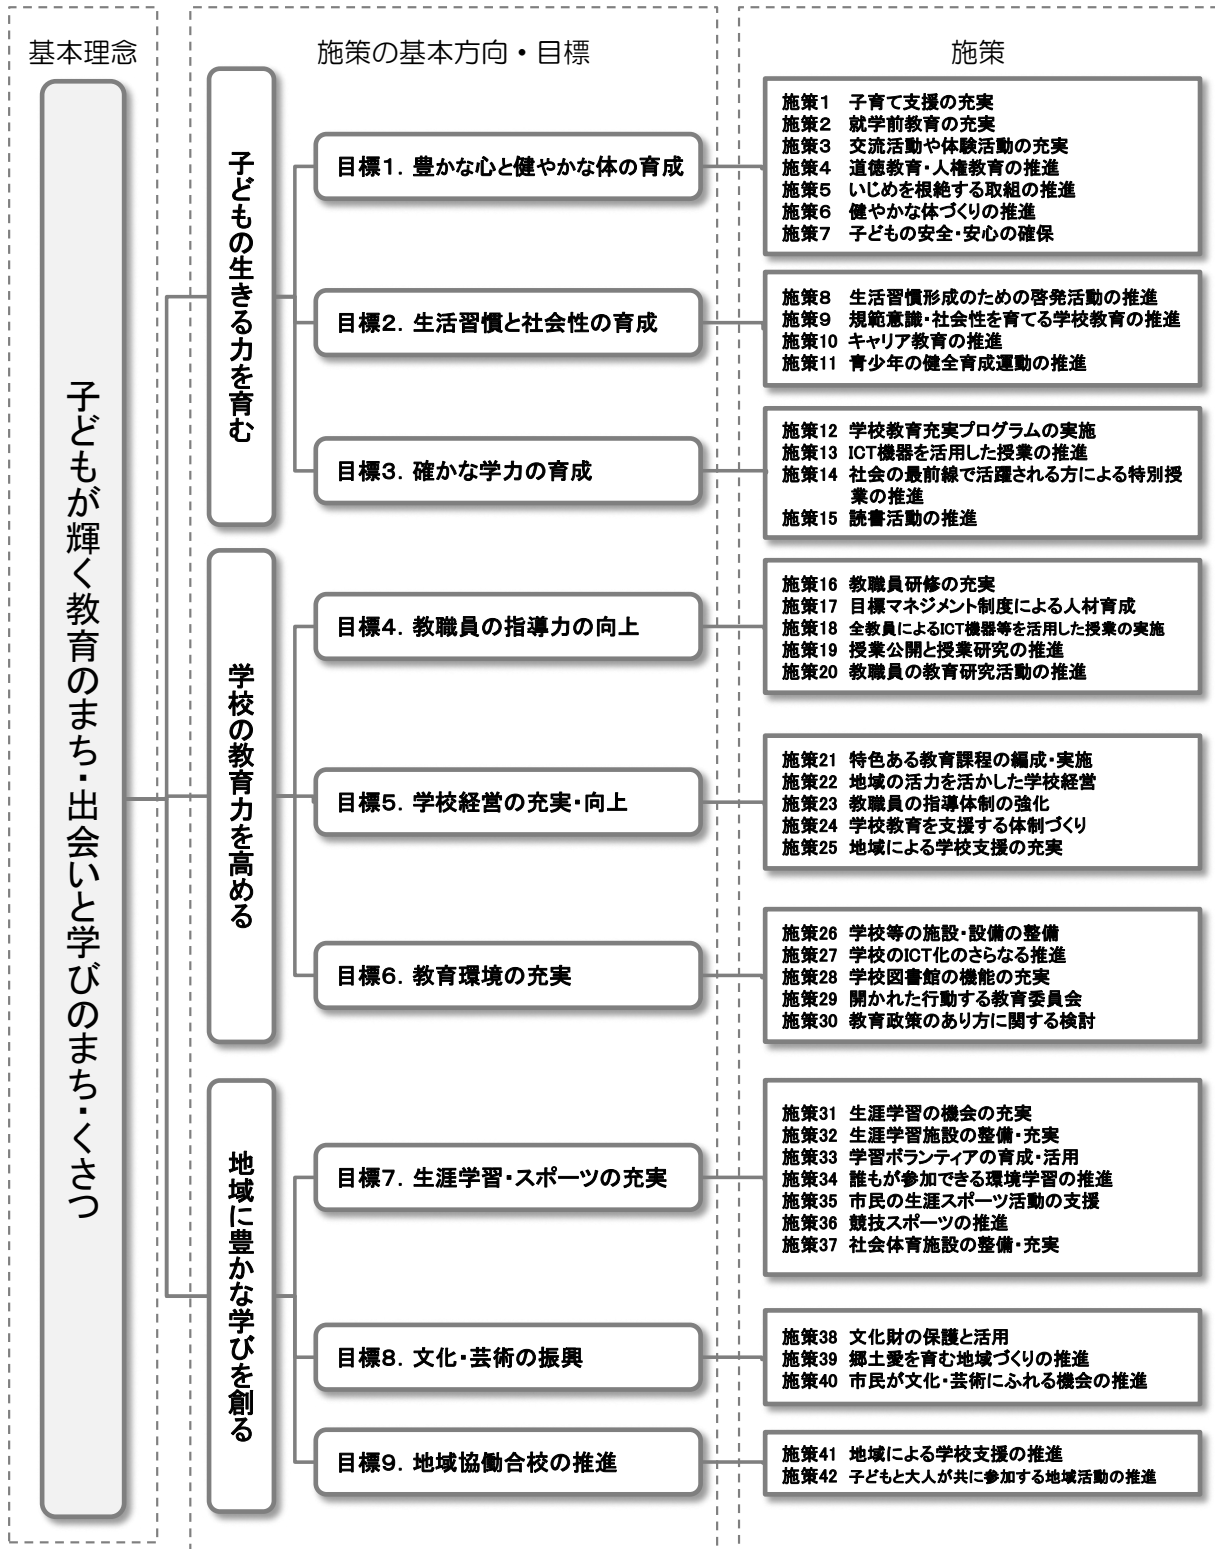 基本理念
施策の基本方向・目標
施策
子どもが輝く教育のまち・出会いと学びのまち・くさつ
子どもの生きる力を育む
目標1．豊かな心と健やかな体の育成
施策1　子育て支援の充実
施策2　就学前教育の充実
施策3　交流活動や体験活動の充実
施策4　道徳教育・人権教育の推進
施策5　いじめを根絶する取組の推進
施策6　健やかな体づくりの推進
施策7　子どもの安全・安心の確保
目標2．生活習慣と社会性の育成
施策8　生活習慣形成のための啓発活動の推進
施策9　規範意識・社会性を育てる学校教育の推進
施策10　キャリア教育の推進
施策11　青少年の健全育成運動の推進
目標3．確かな学力の育成
施策12　学校教育充実プログラムの実施
施策13　ICT機器を活用した授業の推進
施策14　社会の最前線で活躍される方による特別授
業の推進
施策15　読書活動の推進
学校の教育力を高める
目標4．教職員の指導力の向上
施策16　教職員研修の充実
施策17　目標マネジメント制度による人材育成
施策18　全教員によるICT機器等を活用した授業の実施
施策19　授業公開と授業研究の推進
施策20　教職員の教育研究活動の推進
目標5．学校経営の充実・向上
施策21　特色ある教育課程の編成・実施
施策22　地域の活力を活かした学校経営
施策23　教職員の指導体制の強化
施策24　学校教育を支援する体制づくり
施策25　地域による学校支援の充実
目標6．教育環境の充実
施策26　学校等の施設・設備の整備
施策27　学校のICT化のさらなる推進
施策28　学校図書館の機能の充実
施策29　開かれた行動する教育委員会
施策30　教育政策のあり方に関する検討
地域に豊かな学びを創る
目標7．生涯学習・スポーツの充実
施策31　生涯学習の機会の充実
施策32　生涯学習施設の整備・充実
施策33　学習ボランティアの育成・活用
施策34　誰もが参加できる環境学習の推進
施策35　市民の生涯スポーツ活動の支援
施策36　競技スポーツの推進
施策37　社会体育施設の整備・充実
目標8．文化・芸術の振興
施策38　文化財の保護と活用
施策39　郷土愛を育む地域づくりの推進
施策40　市民が文化・芸術にふれる機会の推進
目標9．地域協働合校の推進
施策41　地域による学校支援の推進
施策42　子どもと大人が共に参加する地域活動の推進